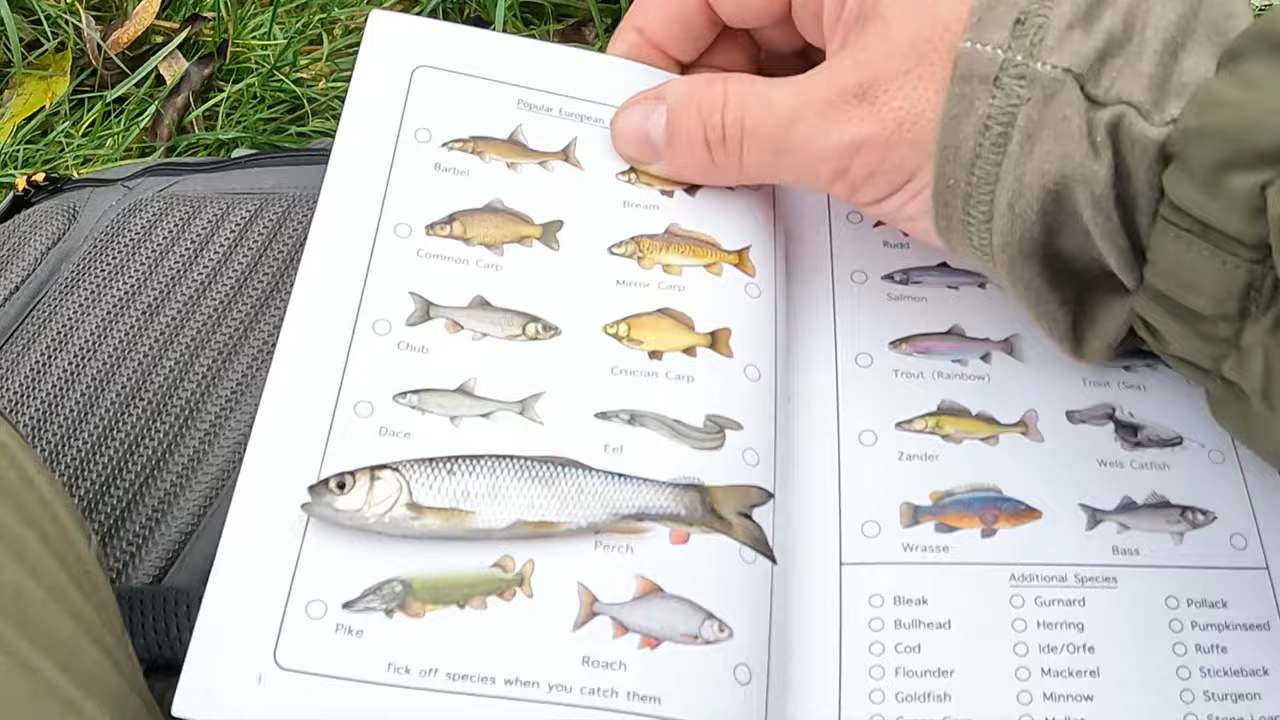 Popular European
Barbel
Bream
Common Carp
Mirror Carp
Chub
Crucian Carp
Dace
Eel
Perch
Pike
Roach
Tick off species when you catch them
Rudd
Salmon
Trout (Rainbow)
Trout (Sea)
Zander
Wels Catfish
Wrasse
Bass
Additional Species
Bleak
Gurnard
Pollack
Bullhead
Herring
Pumpkinseed
Cod
Ide/Orfe
Ruffe
Flounder
Mackerel
Stickleback
Goldfish
Minnow
Sturgeon